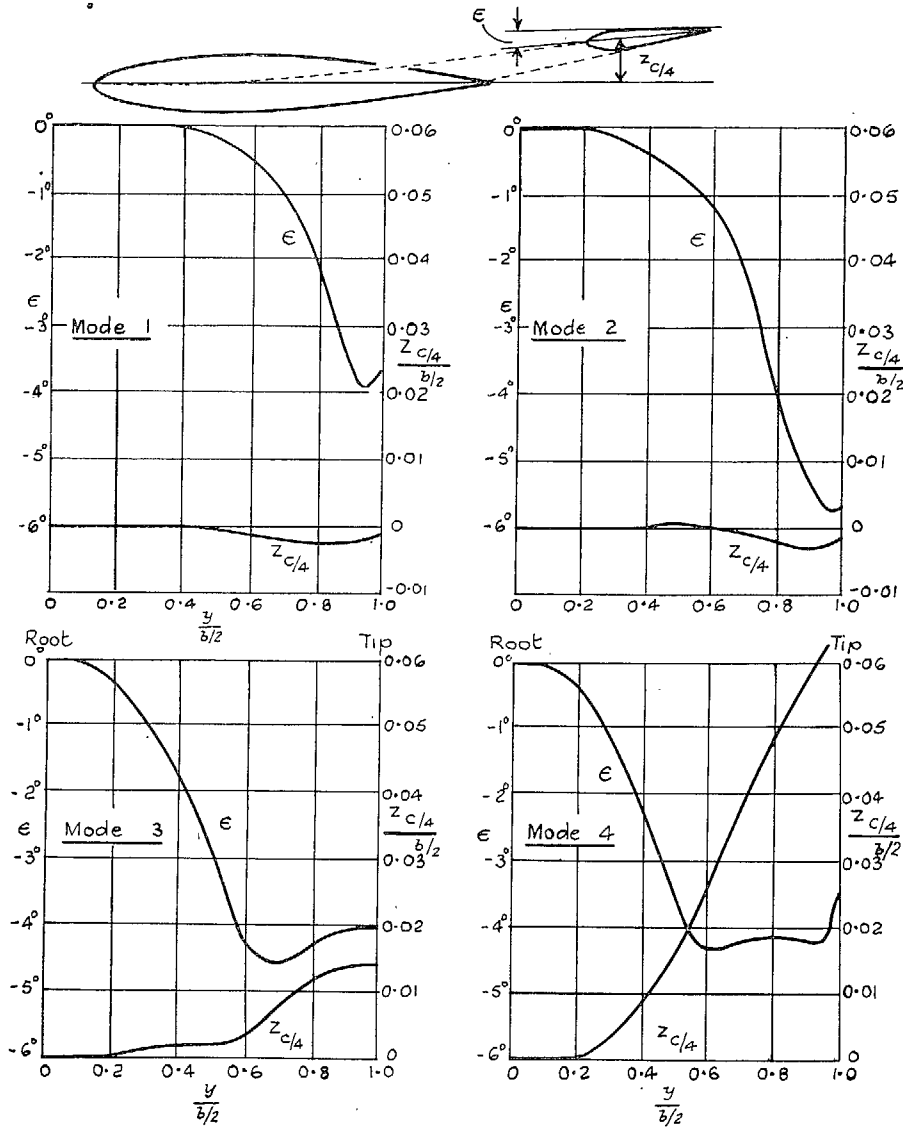 ϵ
z c/4
0° 0.06
-1° 0.05
-2° 0.04
ϵ
ϵ
-3° Mode 1 0.03
z c/4
b/2
-4° 0.02
-5° 0.01
-6° 0
z c/4
-0.01
0 0.2 0.4 0.6 0.8 1.0
y
b/2
0° 0.06
-1° 0.05
ϵ
-2° 0.04
ϵ
-3° Mode 2 0.03
z c/4
b/2
-4° 0.02
-5° 0.01
-6° 0
z c/4
-0.01
0 0.2 0.4 0.6 0.8 1.0
Root Tip
0° 0.06
-1° 0.05
-2° 0.04
ϵ Mode 3 ϵ
z c/4
b/2
-3° 0.03
-4° 0.02
-5° 0.01
z c/4
-6° 0
0 0.2 0.4 0.6 0.8 1.0
y
b/2
Root Tip
0° 0.06
-1° 0.05
ϵ
-2° 0.04
ϵ Mode 4
z c/4
b/2
-3° 0.03
-4° 0.02
-5° 0.01
z c/4
-6° 0
0 0.2 0.4 0.6 0.8 1.0
y
b/2